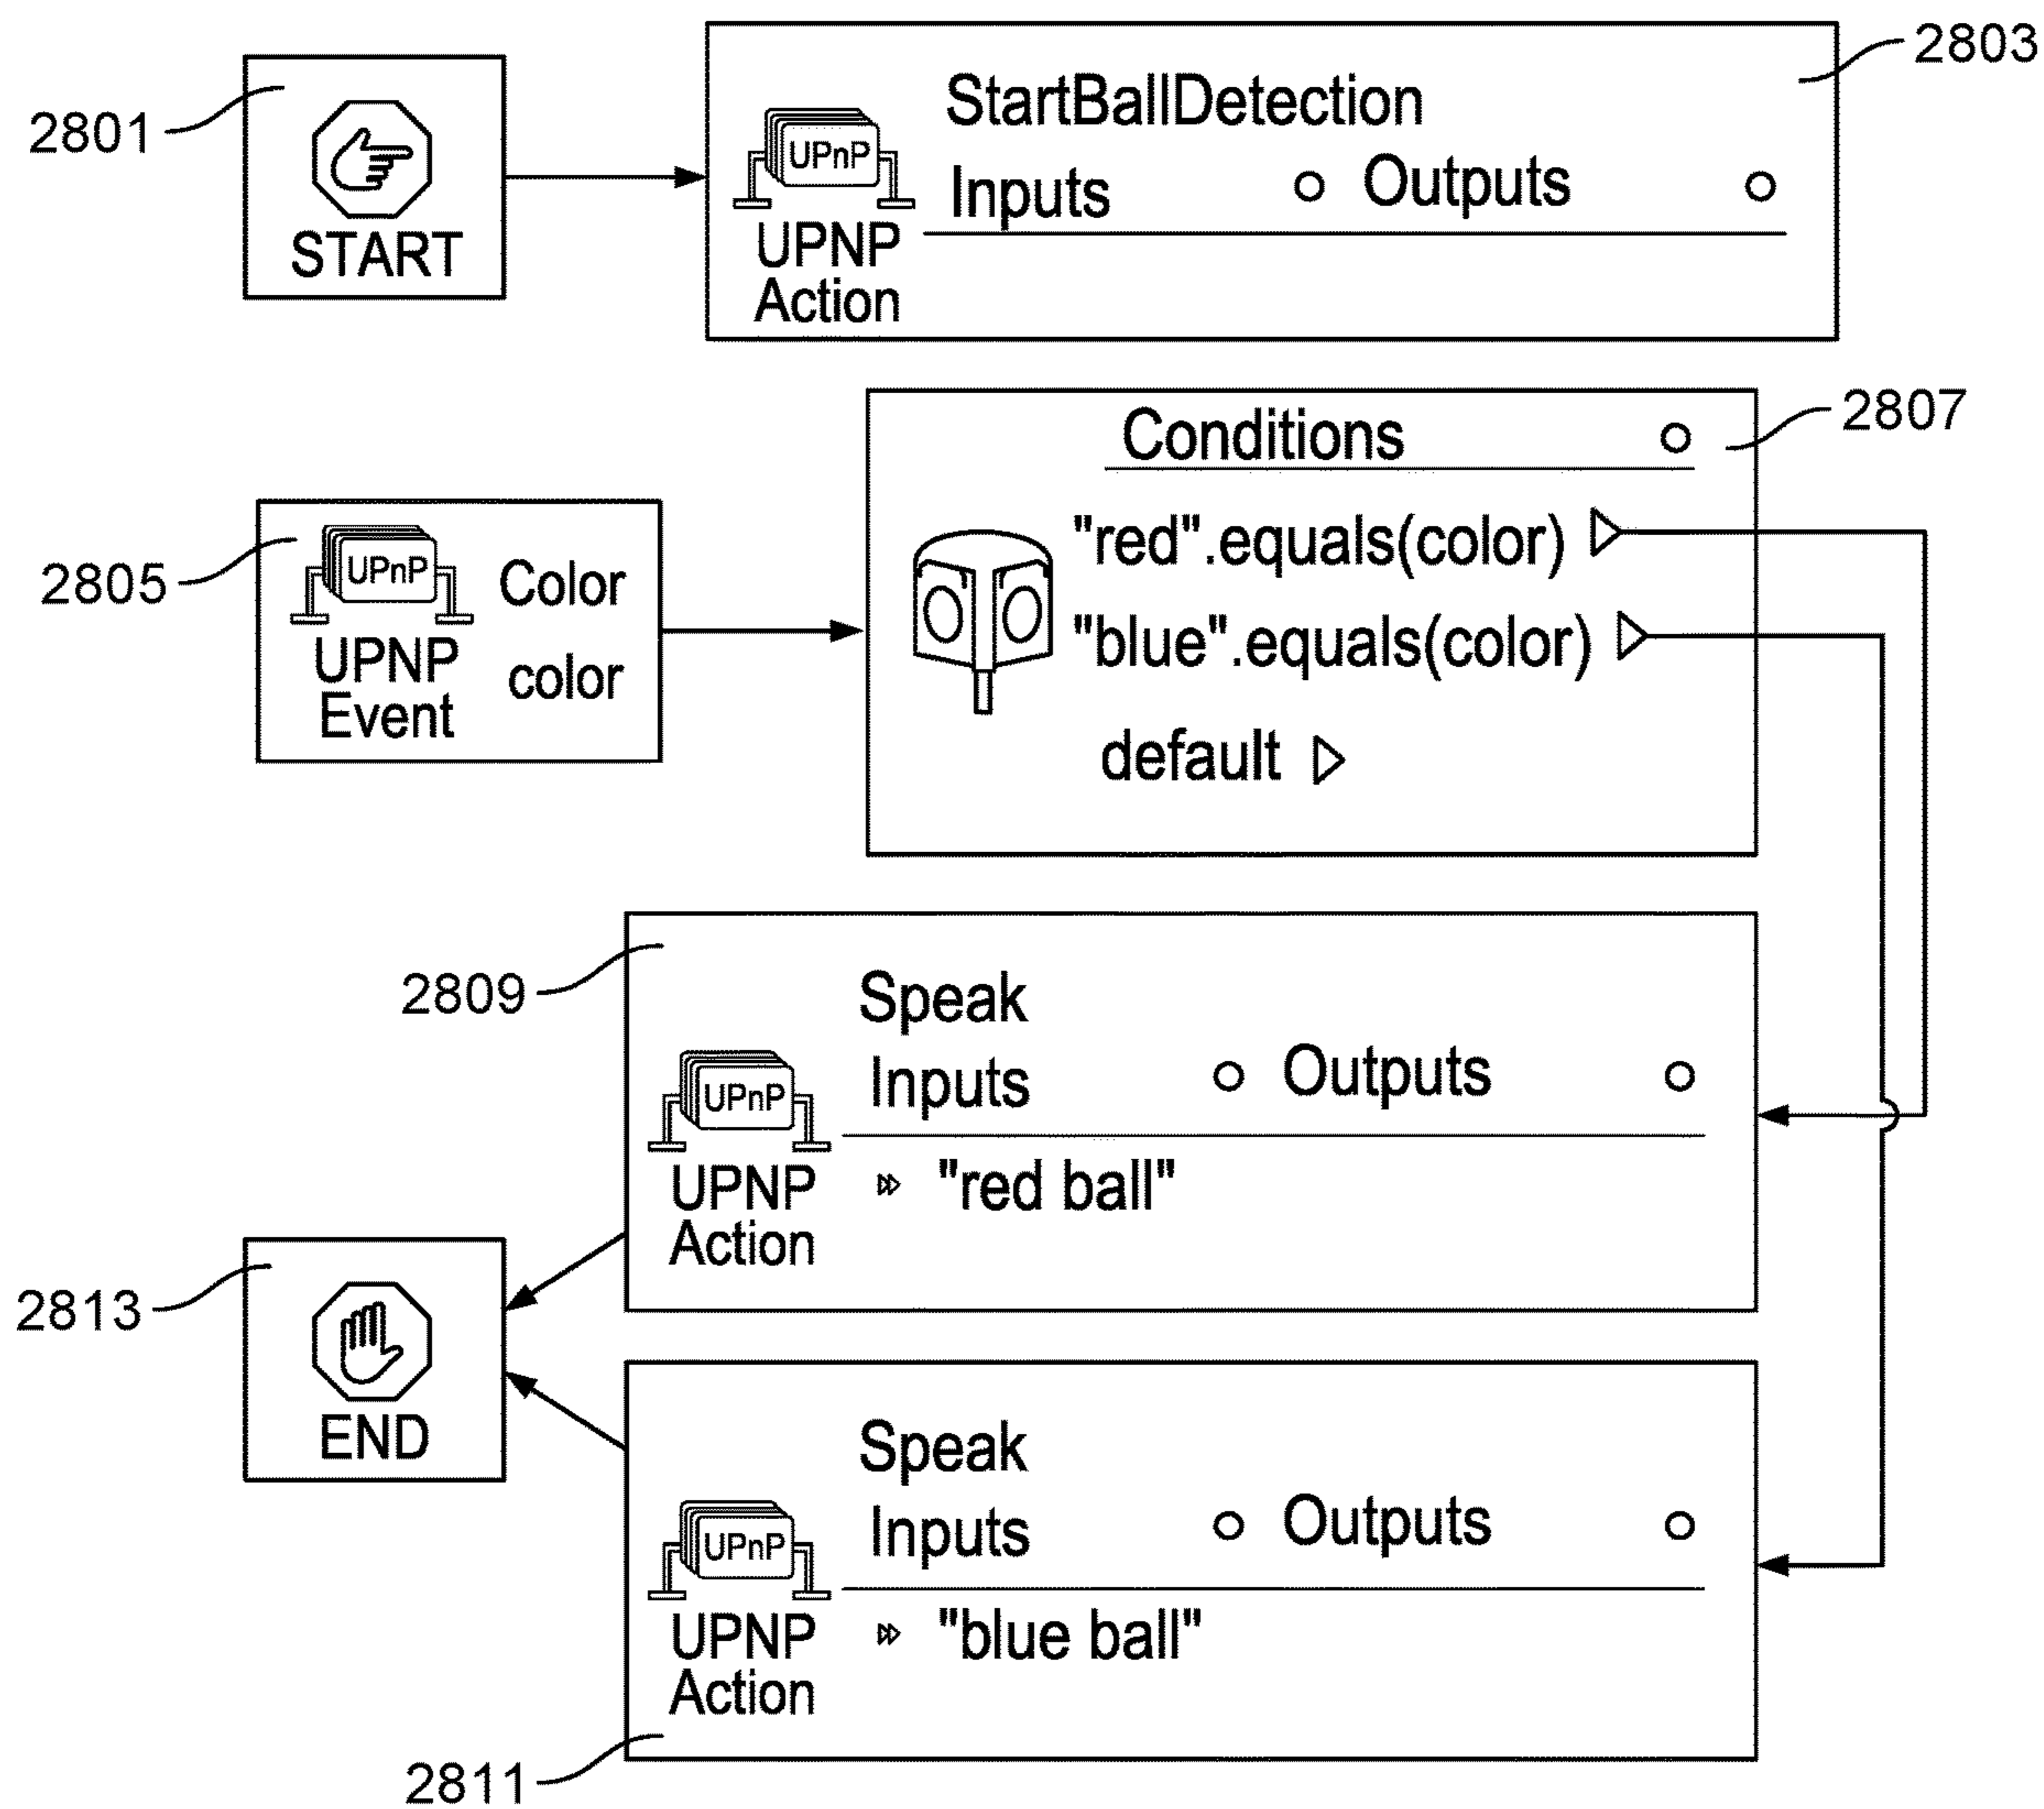 2801
START
2803
StartBallDetection
UPnP
Inputs Outputs
UPNP
Action
2805
UPnP
Color
UPNP
color
Event
2807
Conditions
"red".equals(color)
"blue".equals(color)
default
2809
Speak
Inputs Outputs
UPnP
UPNP
Action
"red ball"
2813
END
Speak
Inputs Outputs
UPnP
UPNP
Action
"blue ball"
2811